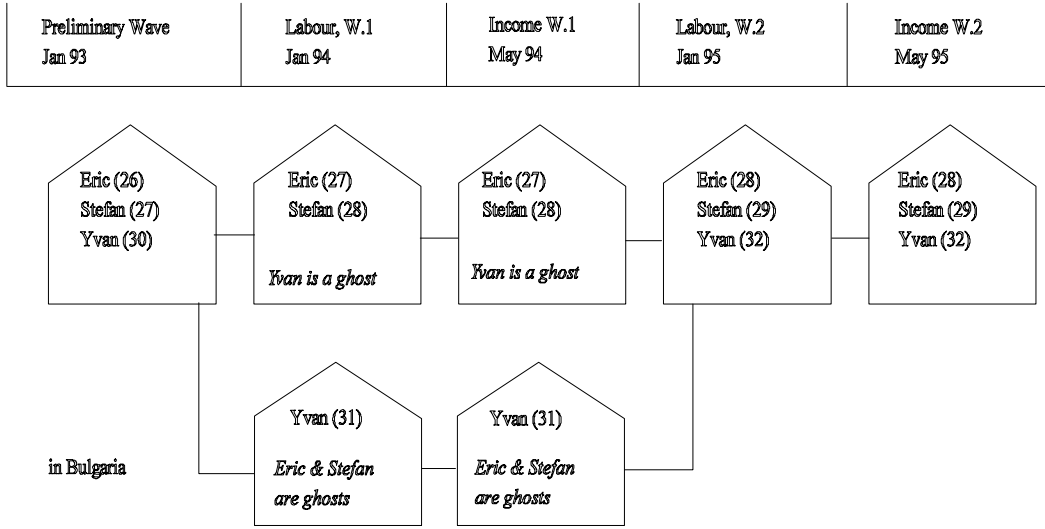 Preliminary Wave
Jan 93
Labour, W.1
Jan 94
Income W.1
May 94
Labour, W.2
Jan 95
Income W.2
May 95
Eric (26)
Stefan (27)
Yvan (30)
Eric (27)
Stefan (28)
Yvan is a ghost
Eric (27)
Stefan (28)
Yvan is a ghost
Eric (28)
Stefan (29)
Yvan (32)
Eric (28)
Stefan (29)
Yvan (32)
in Bulgaria
Yvan (31)
Eric & Stefan
are ghosts
Yvan (31)
Eric & Stefan
are ghosts